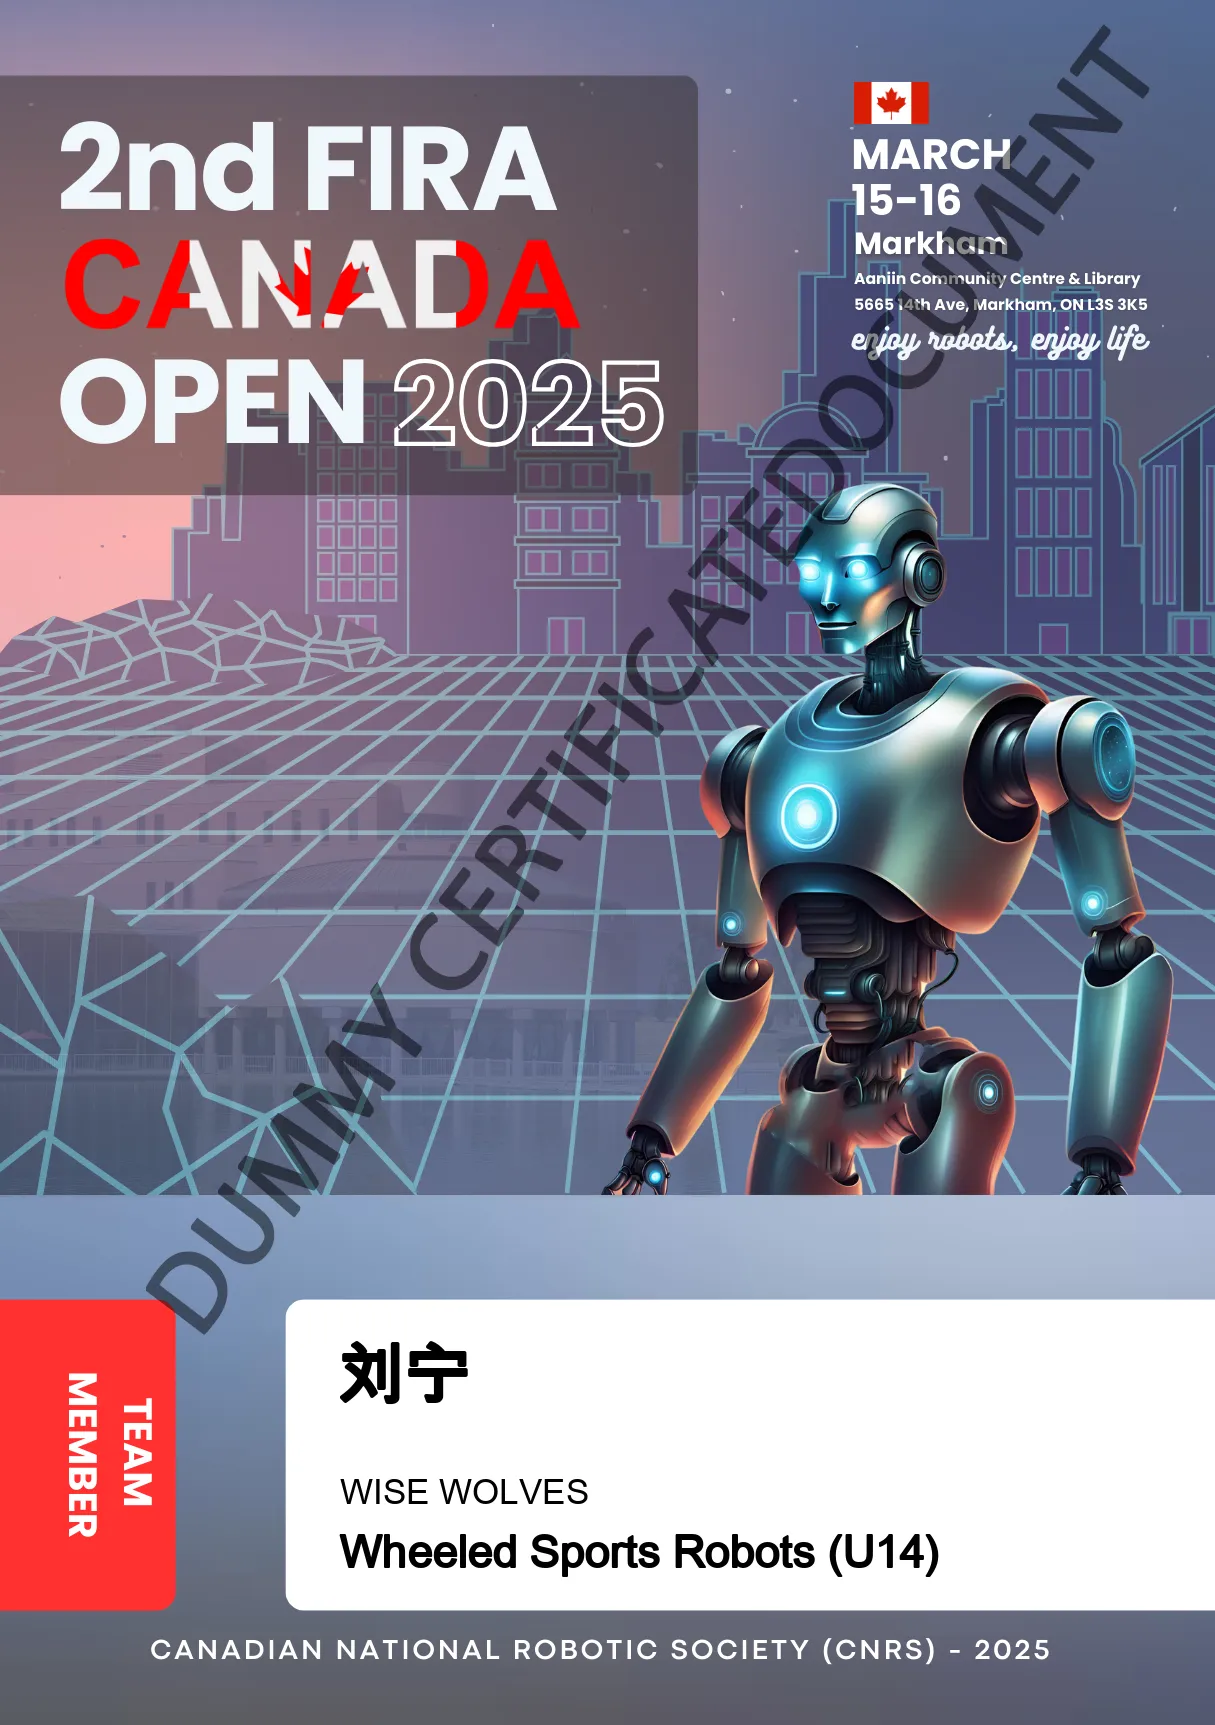 2nd FIRA
CANADA
OPEN 2025
MARCH
15-16
Markham
Aaniin Community Centre & Library
5665 14th Ave, Markham, ON L3S 3K5
enjoy robots, enjoy life
DUMMY CERTIFICATEDOCUMENT
TEAM
MEMBER
刘宁
WISE WOLVES
Wheeled Sports Robots (U14)
CANADIAN NATIONAL ROBOTIC SOCIETY (CNRS) - 2025